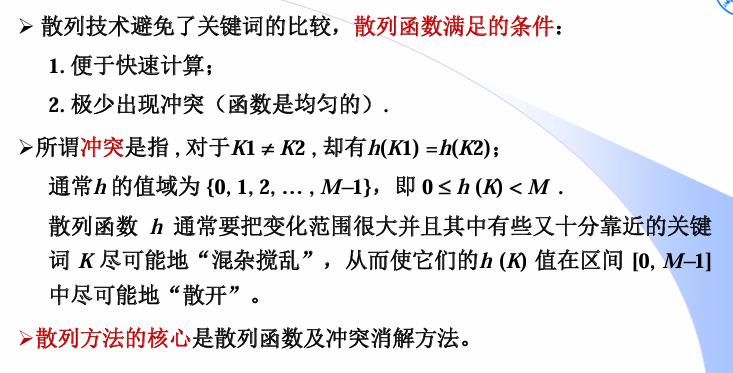 ➢ 散列技术避免了关键词的比较，散列函数满足的条件：
1. 便于快速计算；
2. 极少出现冲突（函数是均匀的）.
➢所谓冲突是指 , 对于K1 ≠ K2 , 却有h(K1) =h(K2);
通常h 的值域为 {0, 1, 2, … , M–1}，即 0 ≤ h (K) < M .
散列函数 h 通常要把变化范围很大并且其中有些又十分靠近的关键
词 K 尽可能地“混杂搅乱”，从而使它们的h (K) 值在区间 [0, M–1]
中尽可能地“散开”。
➢散列方法的核心是散列函数及冲突消解方法。